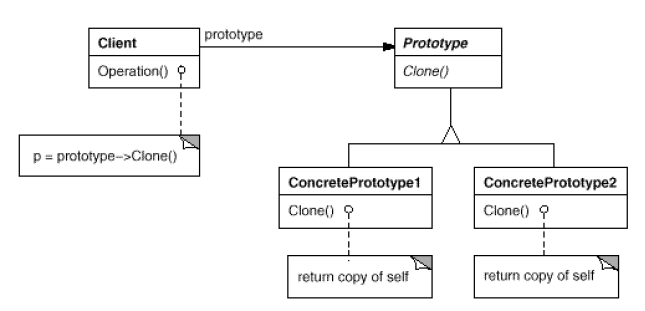 prototype
Client
Prototype
Operation()
Clone()
p = prototype–>Clone()
ConcretePrototype1
ConcretePrototype2
Clone()
Clone()
return copy of self
return copy of self